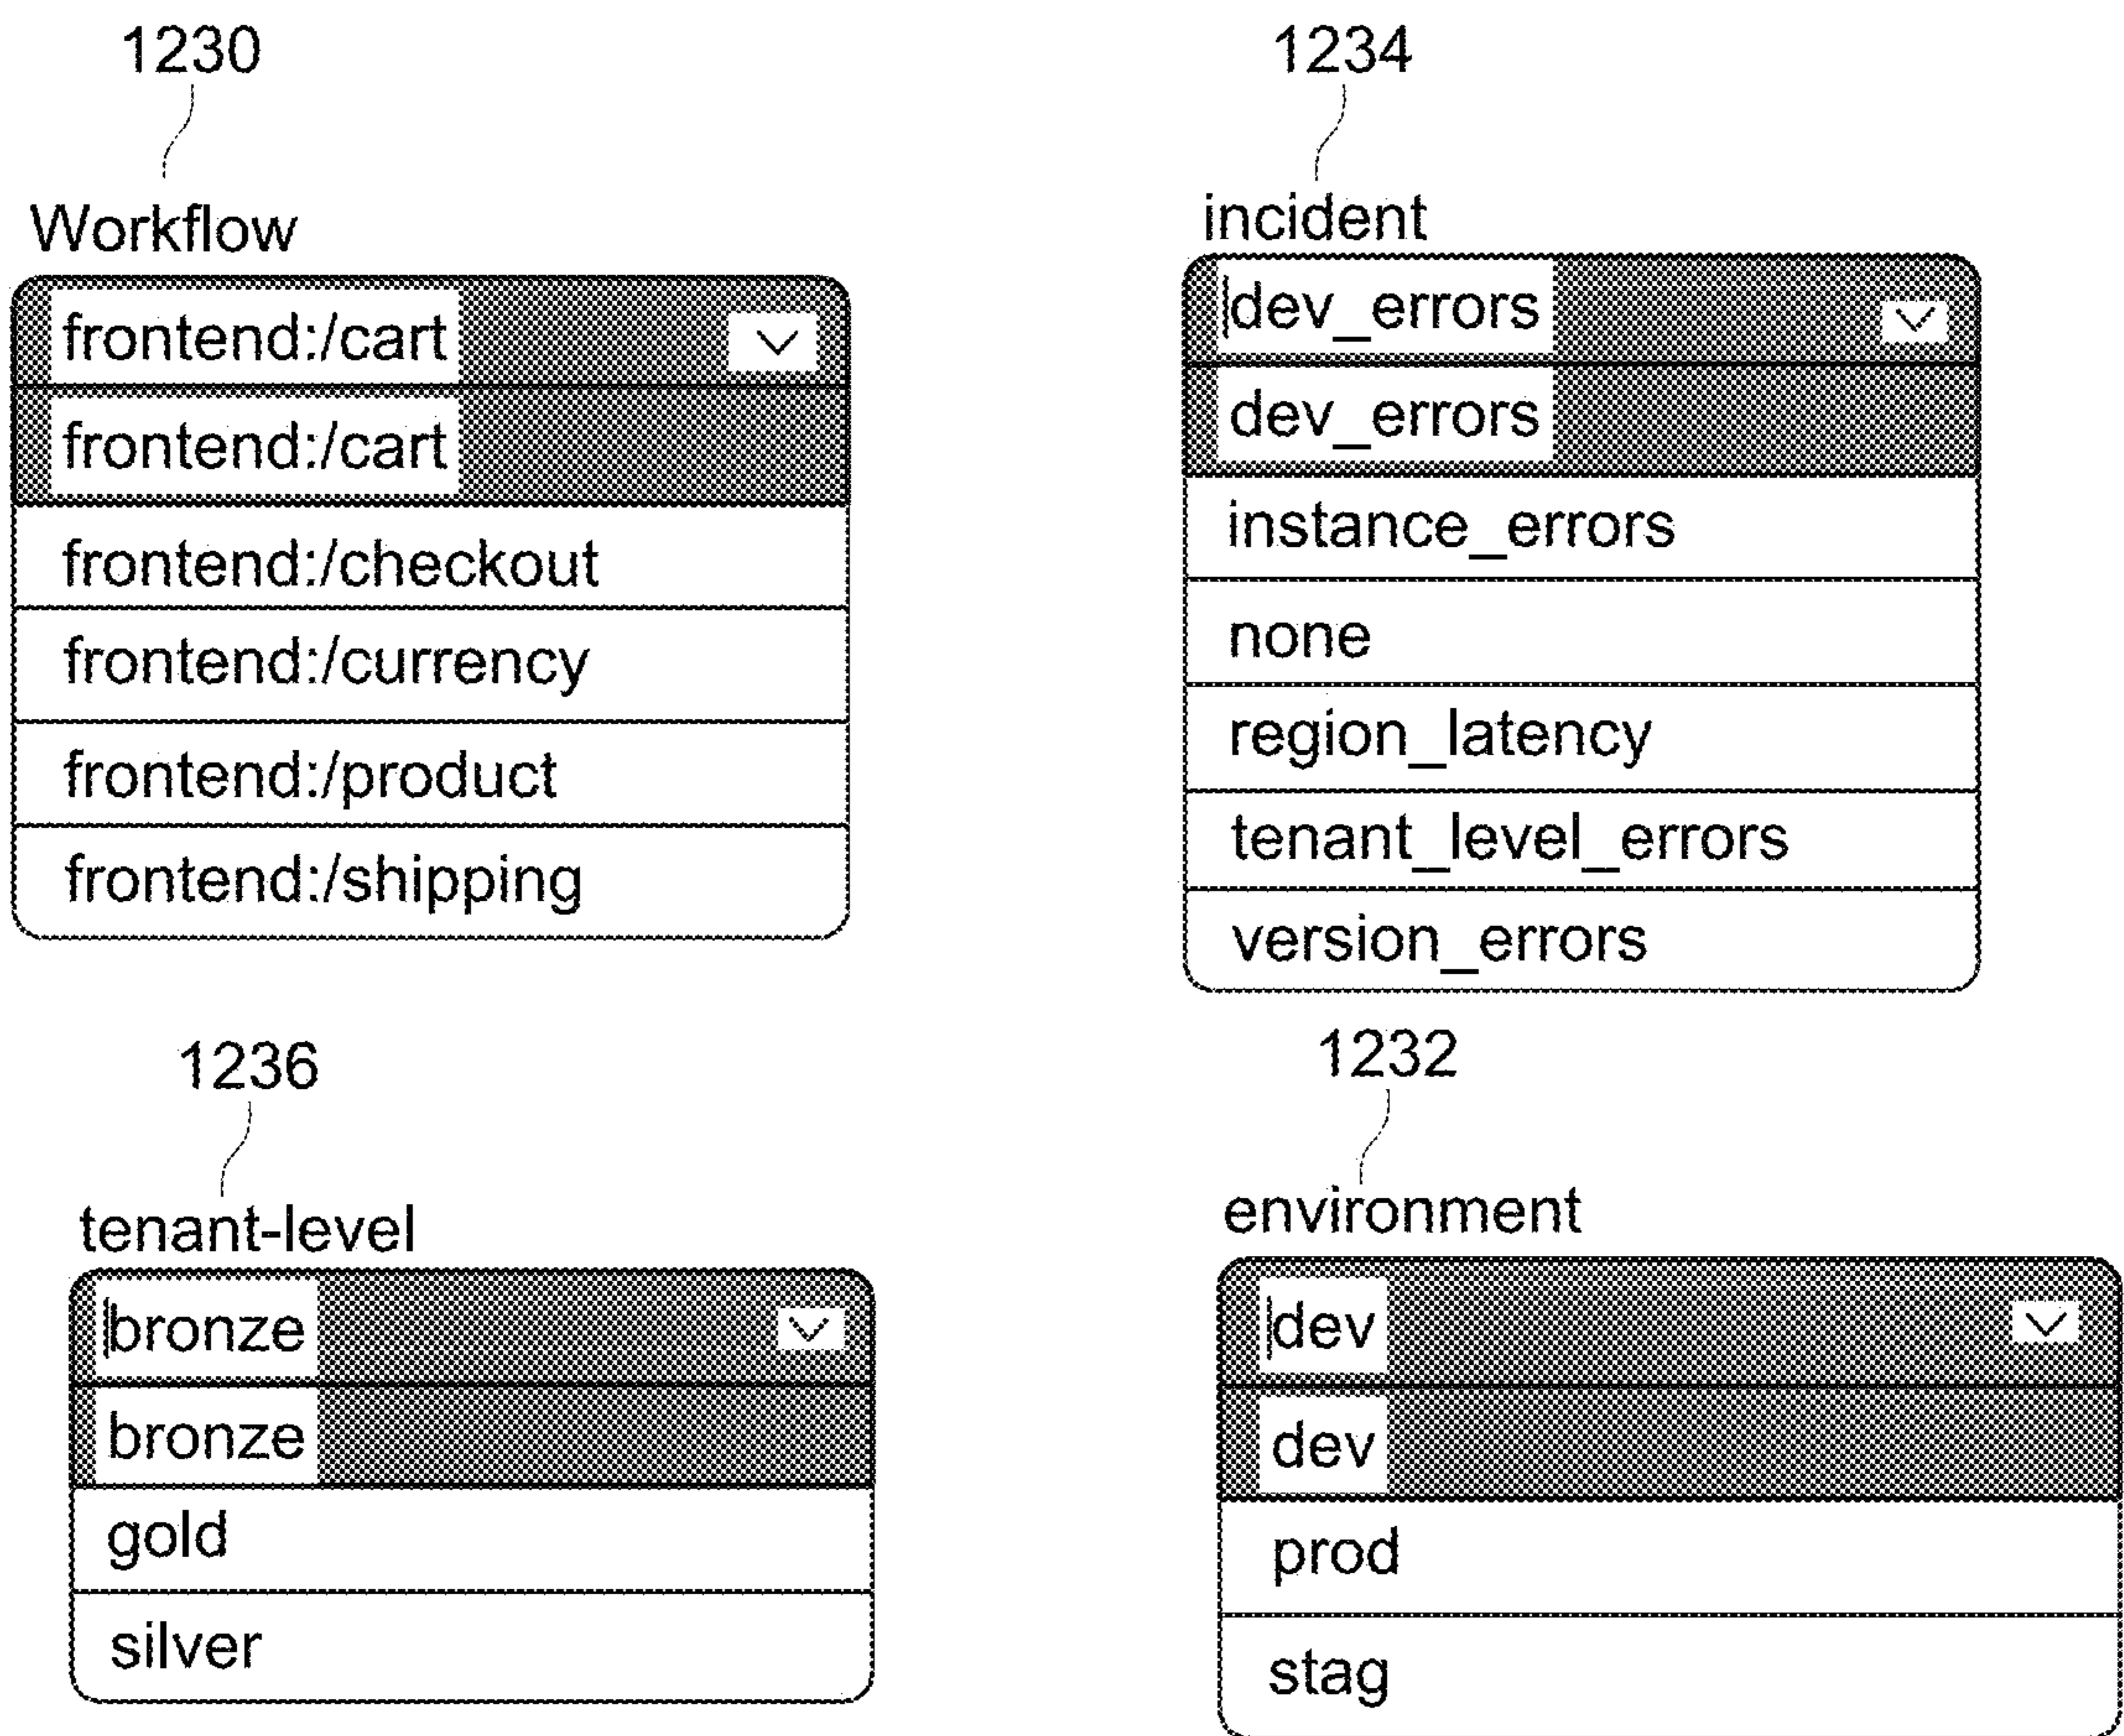 1230
Workflow
frontend:/cart
frontend:/cart
frontend:/checkout
frontend:/currency
frontend:/product
frontend:/shipping
1234
incident
dev_errors
dev_errors
instance_errors
none
region_latency
tenant_level_errors
version_errors
1236
tenant-level
bronze
bronze
gold
silver
1232
environment
dev
dev
prod
stag